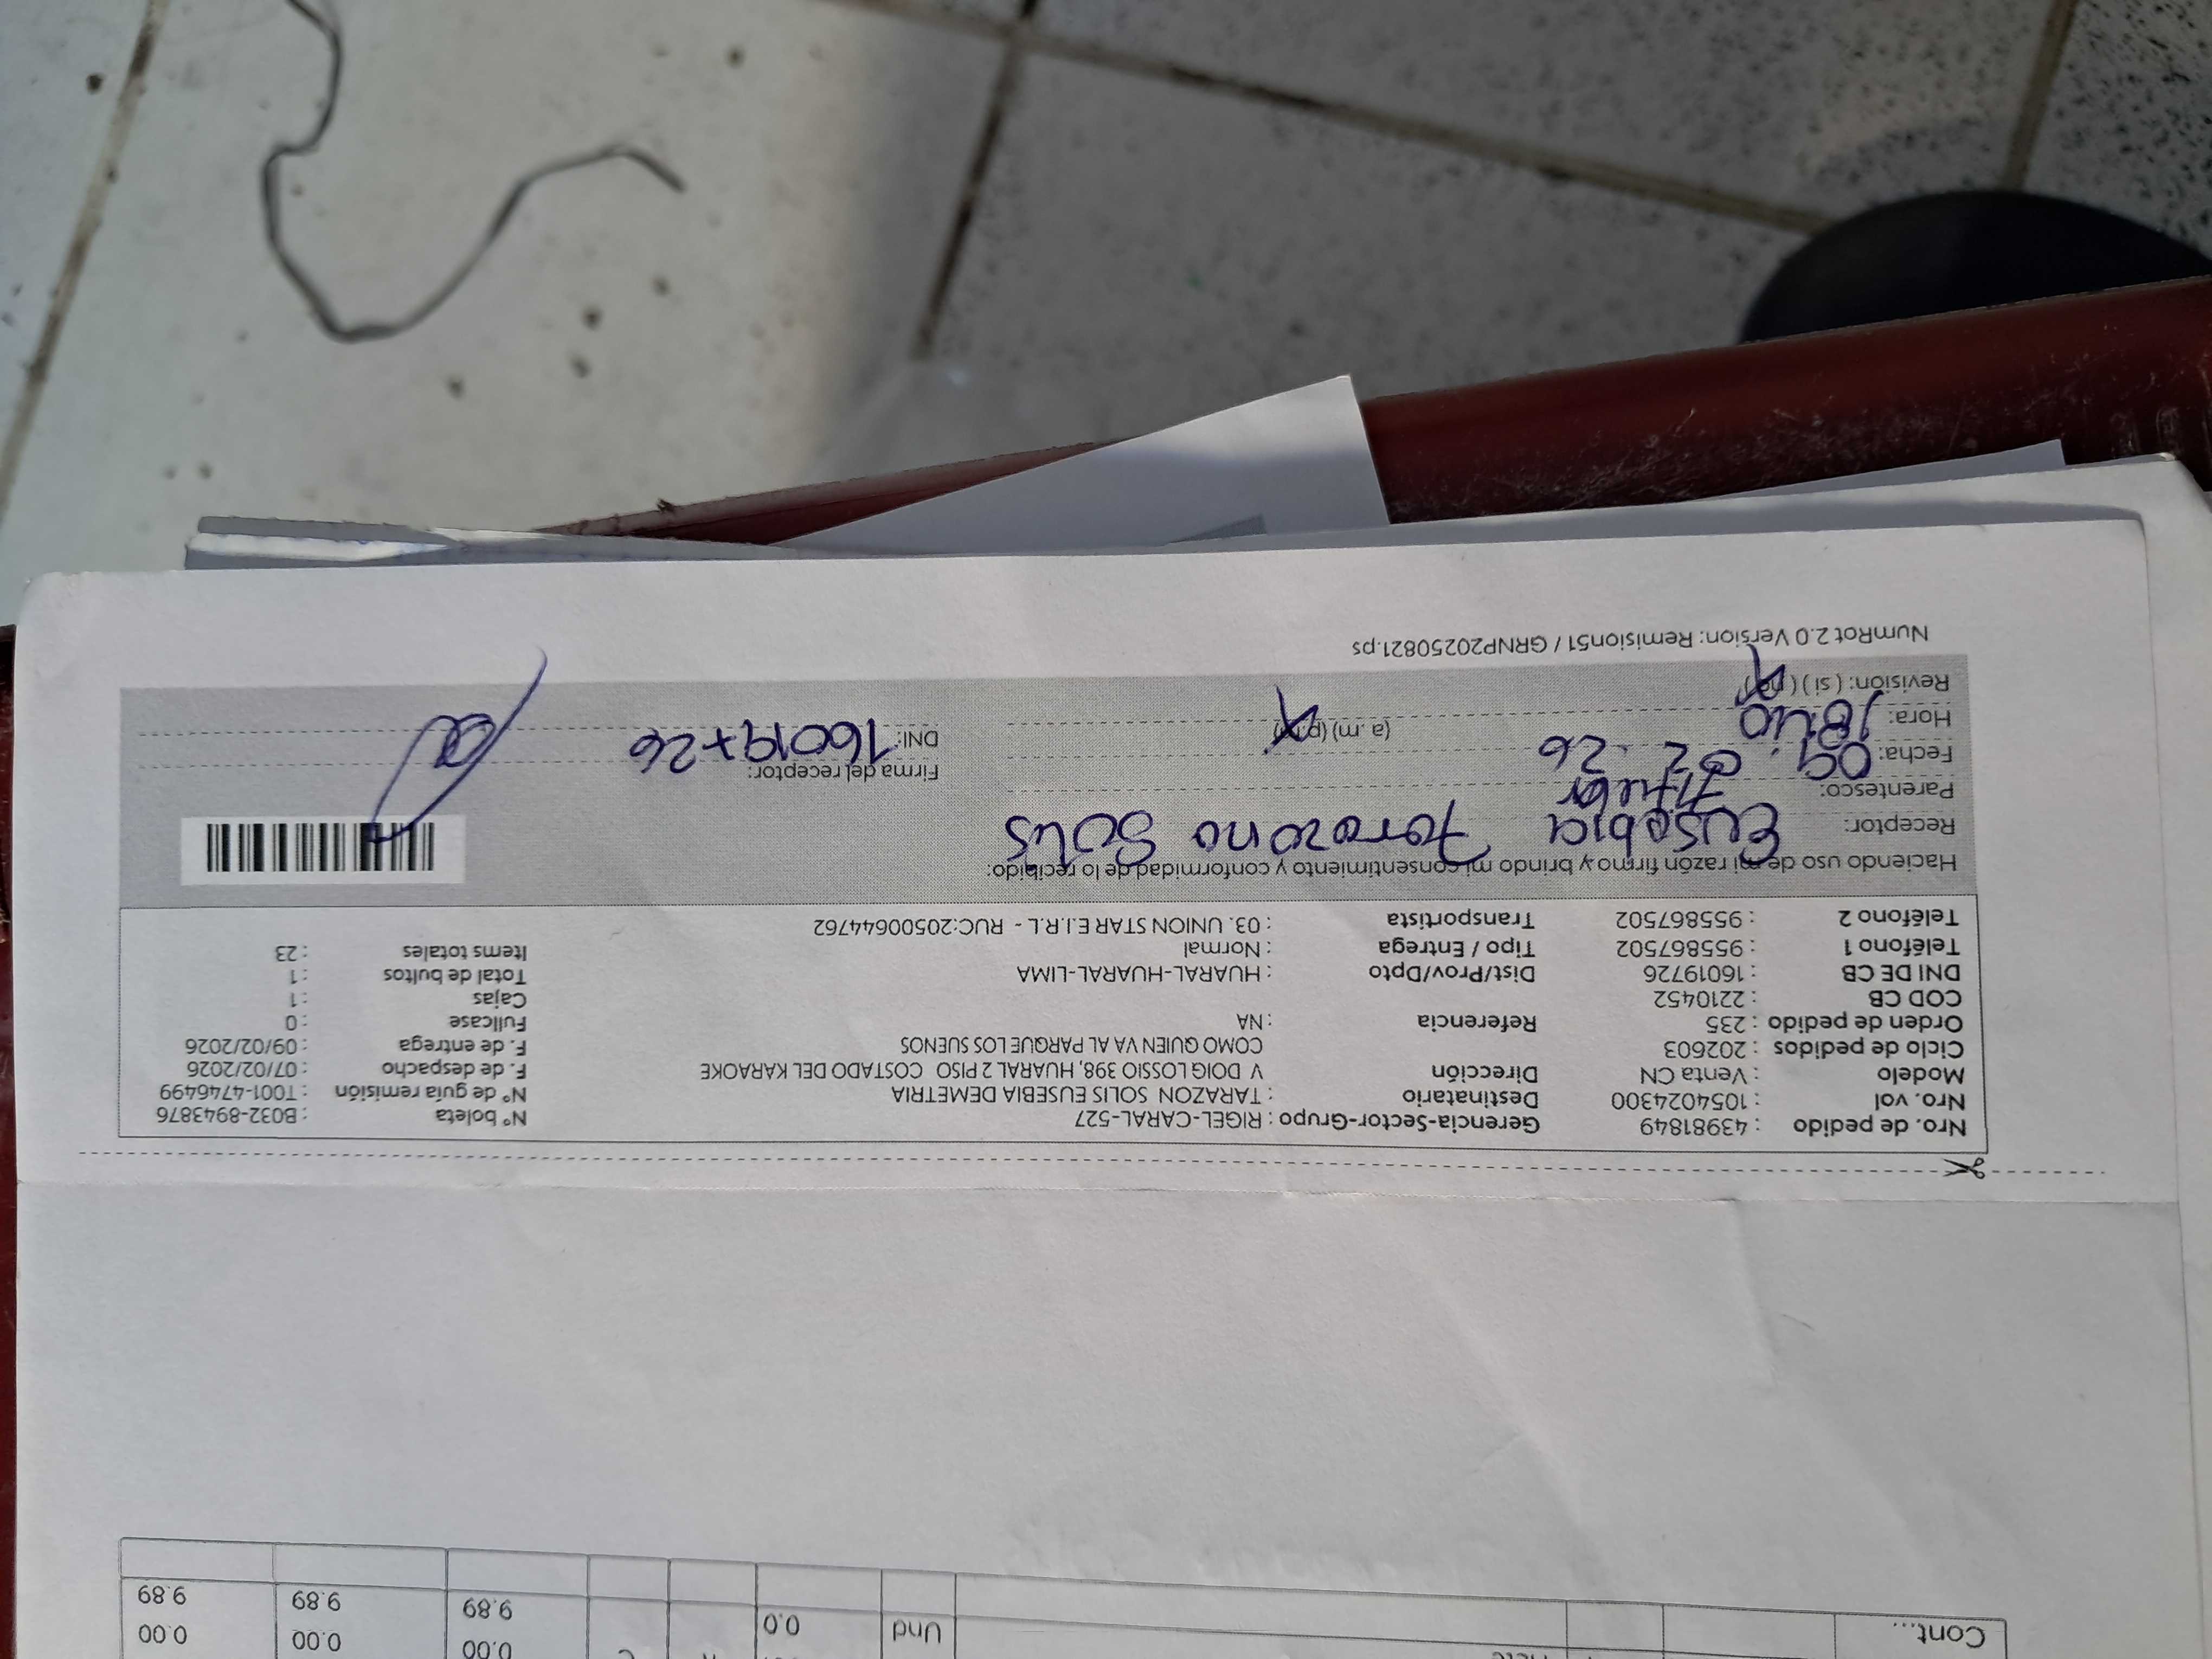 Cont... Und 0.0 0.00 0.00 0.00
9.89 9.89 9.89
Nro. de pedido : 43981849 Gerencia-Sector-Grupo : RIGEL-CARAL-527 N° boleta : B032-8943876
Nro. vol : 1054024300 Destinatario : TARAZON SOLIS EUSEBIA DEMETRIA N° de guía remisión : T001-4746499
Modelo : Venta CN Dirección V DOIG LOSSIO 398, HUARAL 2 PISO COSTADO DEL KARAOKE F. de despacho : 07/02/2026
Ciclo de pedidos : 202603 COMO QUIEN VA AL PARQUE LOS SUENOS F. de entrega : 09/02/2026
Orden de pedido : 235 Referencia : NA Fullcase : 0
COD CB : 2210452 Cajas : 1
DNI DE CB : 16019726 Dist/Prov/Dpto : HUARAL-HUARAL-LIMA Total de bultos : 1
Teléfono 1 : 955867502 Tipo / Entrega : Normal Items totales : 23
Teléfono 2 : 955867502 Transportista : 03. UNION STAR E.I.R.L - RUC:20500644762
Haciendo uso de mi razón firmo y brindo mi consentimiento y conformidad de lo recibido:
Receptor: Eusebia Tarazona Solis
Parentesco: Titular
Fecha: 09. 02. 26 Firma del receptor:
Hora: 18:40 (a.m) (p.m) DNI: 16019726
Revisión: ( si ) ( no )
NumRot 2.0 Version: Remision51 / GRNP20250821.ps